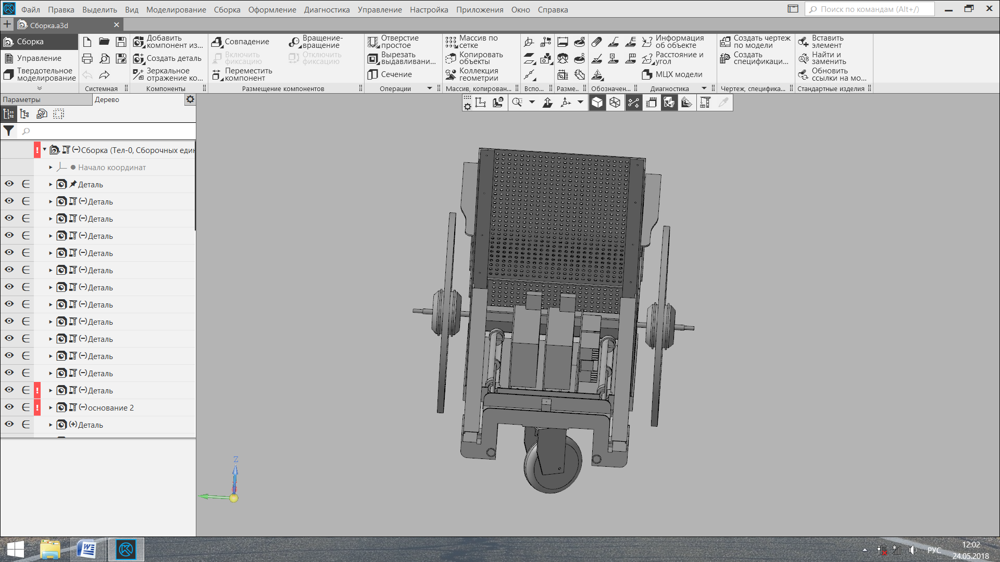 Файл Правка Выделить Вид Моделирование Сборка Оформление Диагностика Управление Настройка Приложения Окно Справка
Поиск по командам (Alt+/)
Сборка.a3d
Сборка
Управление
Твердотельное
моделирование
Системная
Добавить
компонент из...
Создать деталь
Зеркальное
отражение ко...
Компоненты
Совпадение
Включить
фиксацию
Переместить
компонент
Вращение-
вращение
Отключить
фиксацию
Размещение компонентов
Отверстие
простое
Вырезать
выдавливани...
Сечение
Операции
Массив по
сетке
Копировать
объекты
Коллекция
геометрии
Массив, копирован...
Вспо...
Разме...
Обозначен...
Информация
об объекте
Расстояние и
угол
МЦХ модели
Диагностика
Создать чертеж
по модели
Создать
спецификаци...
Чертеж, специфика...
Вставить
элемент
Найти и
заменить
Обновить
ссылки на мо...
Стандартные изделия
Параметры
Дерево
(−)Сборка (Тел-0, Сборочных един
Начало координат
Деталь
(−)Деталь
(−)Деталь
(−)Деталь
(−)Деталь
(−)Деталь
(−)Деталь
(−)Деталь
(−)Деталь
(−)Деталь
(−)Деталь
(−)Деталь
(−)Деталь
(−)основание 2
(+)Деталь
Z
РУС
12:02
24.05.2018